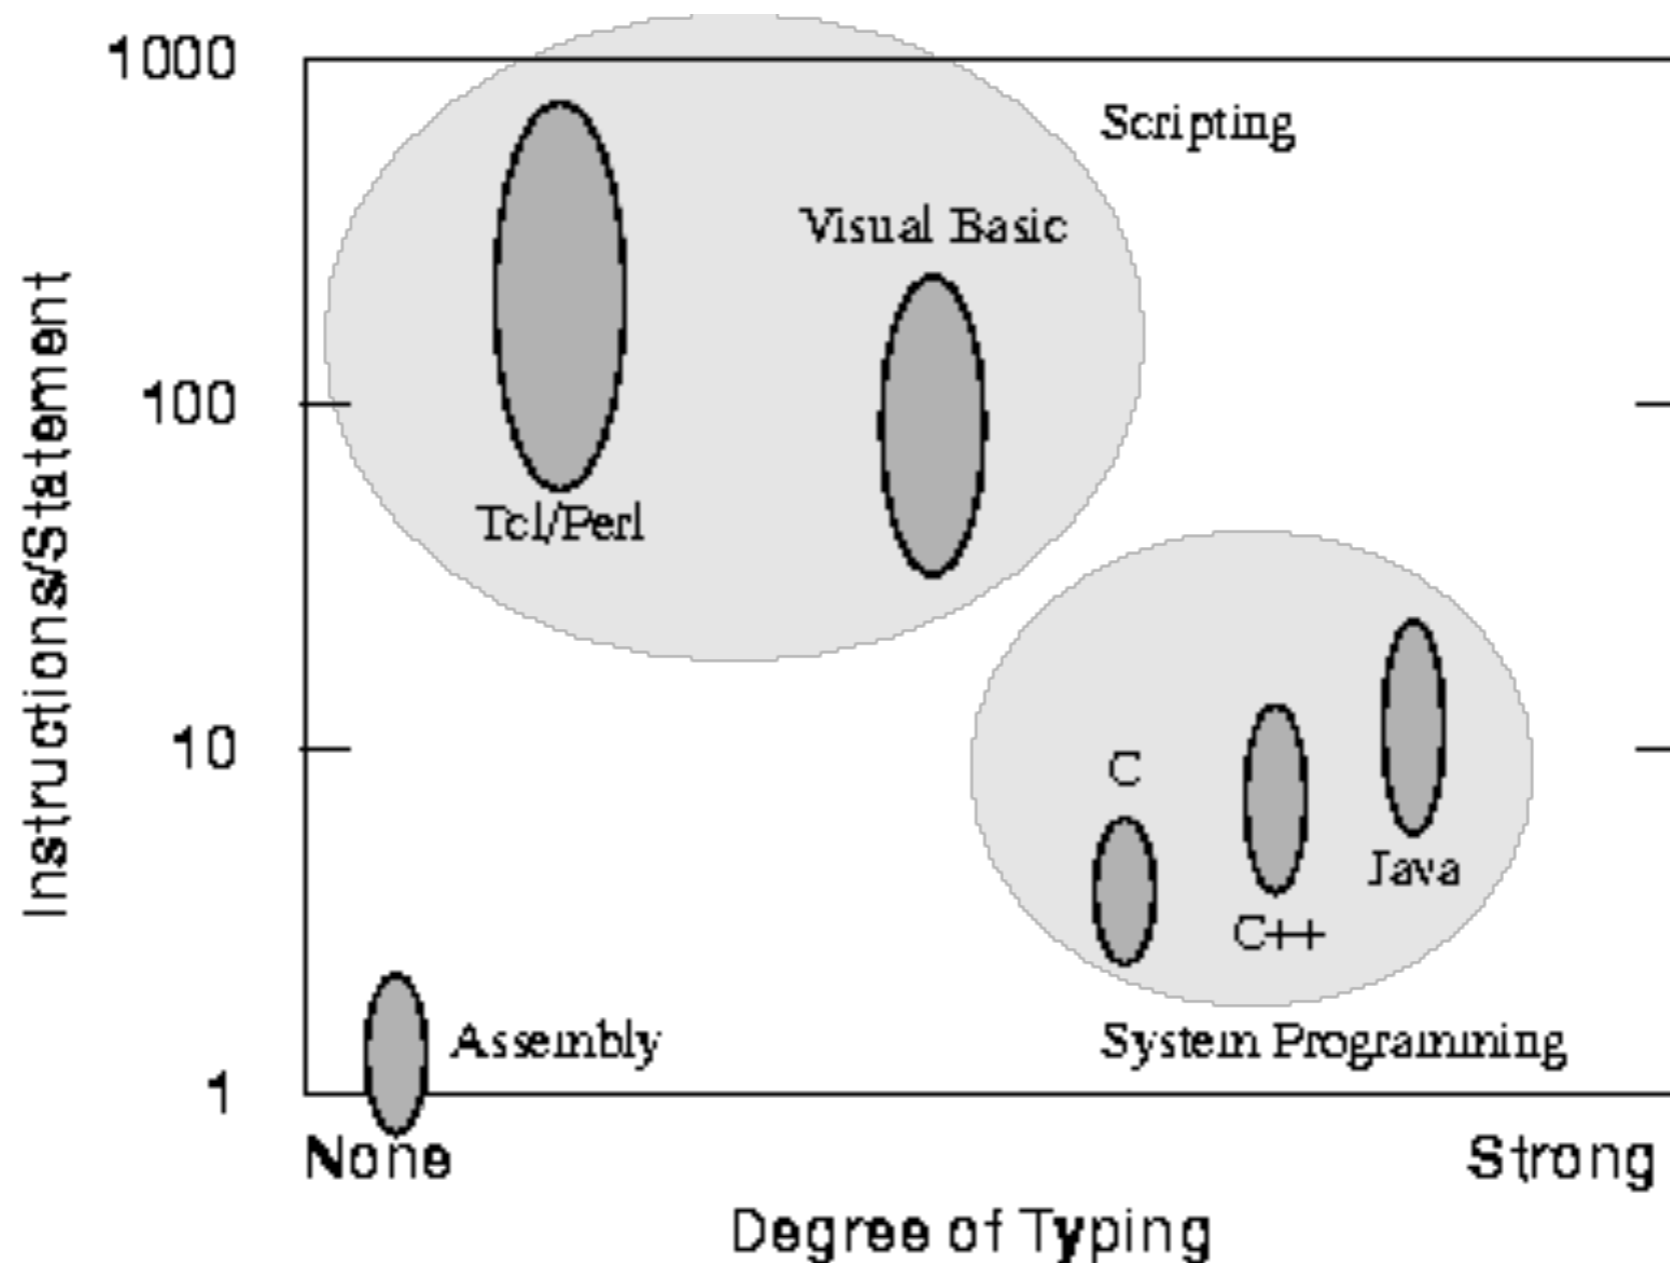 1000
Scripting
Visual Basic
100
Tcl/Perl
Instructions/Statement
10
C
Java
C++
Assembly
System Programming
1
None
Strong
Degree of Typing